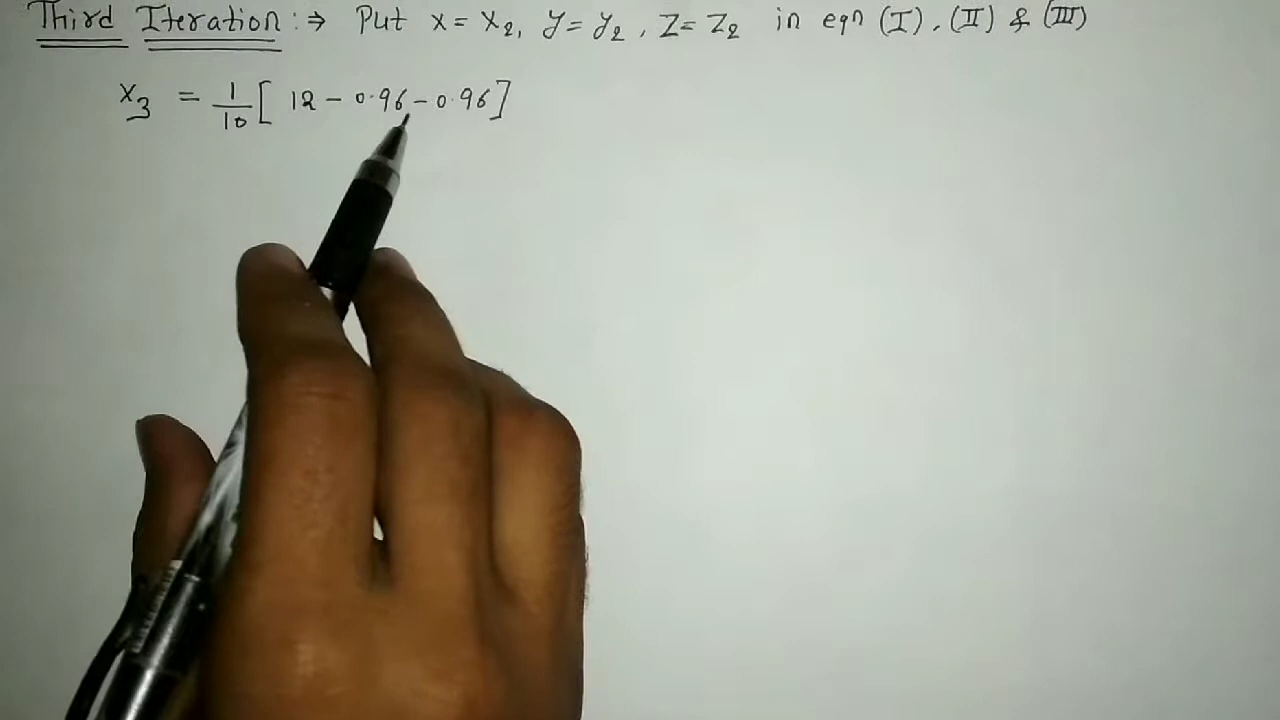 Third Iteration :⇒ Put x = x₂, y = y₂, z = z₂ in eqn (I), (II) & (III)
x₃ = 1/10 [ 12 - 0.96 - 0.96 ]